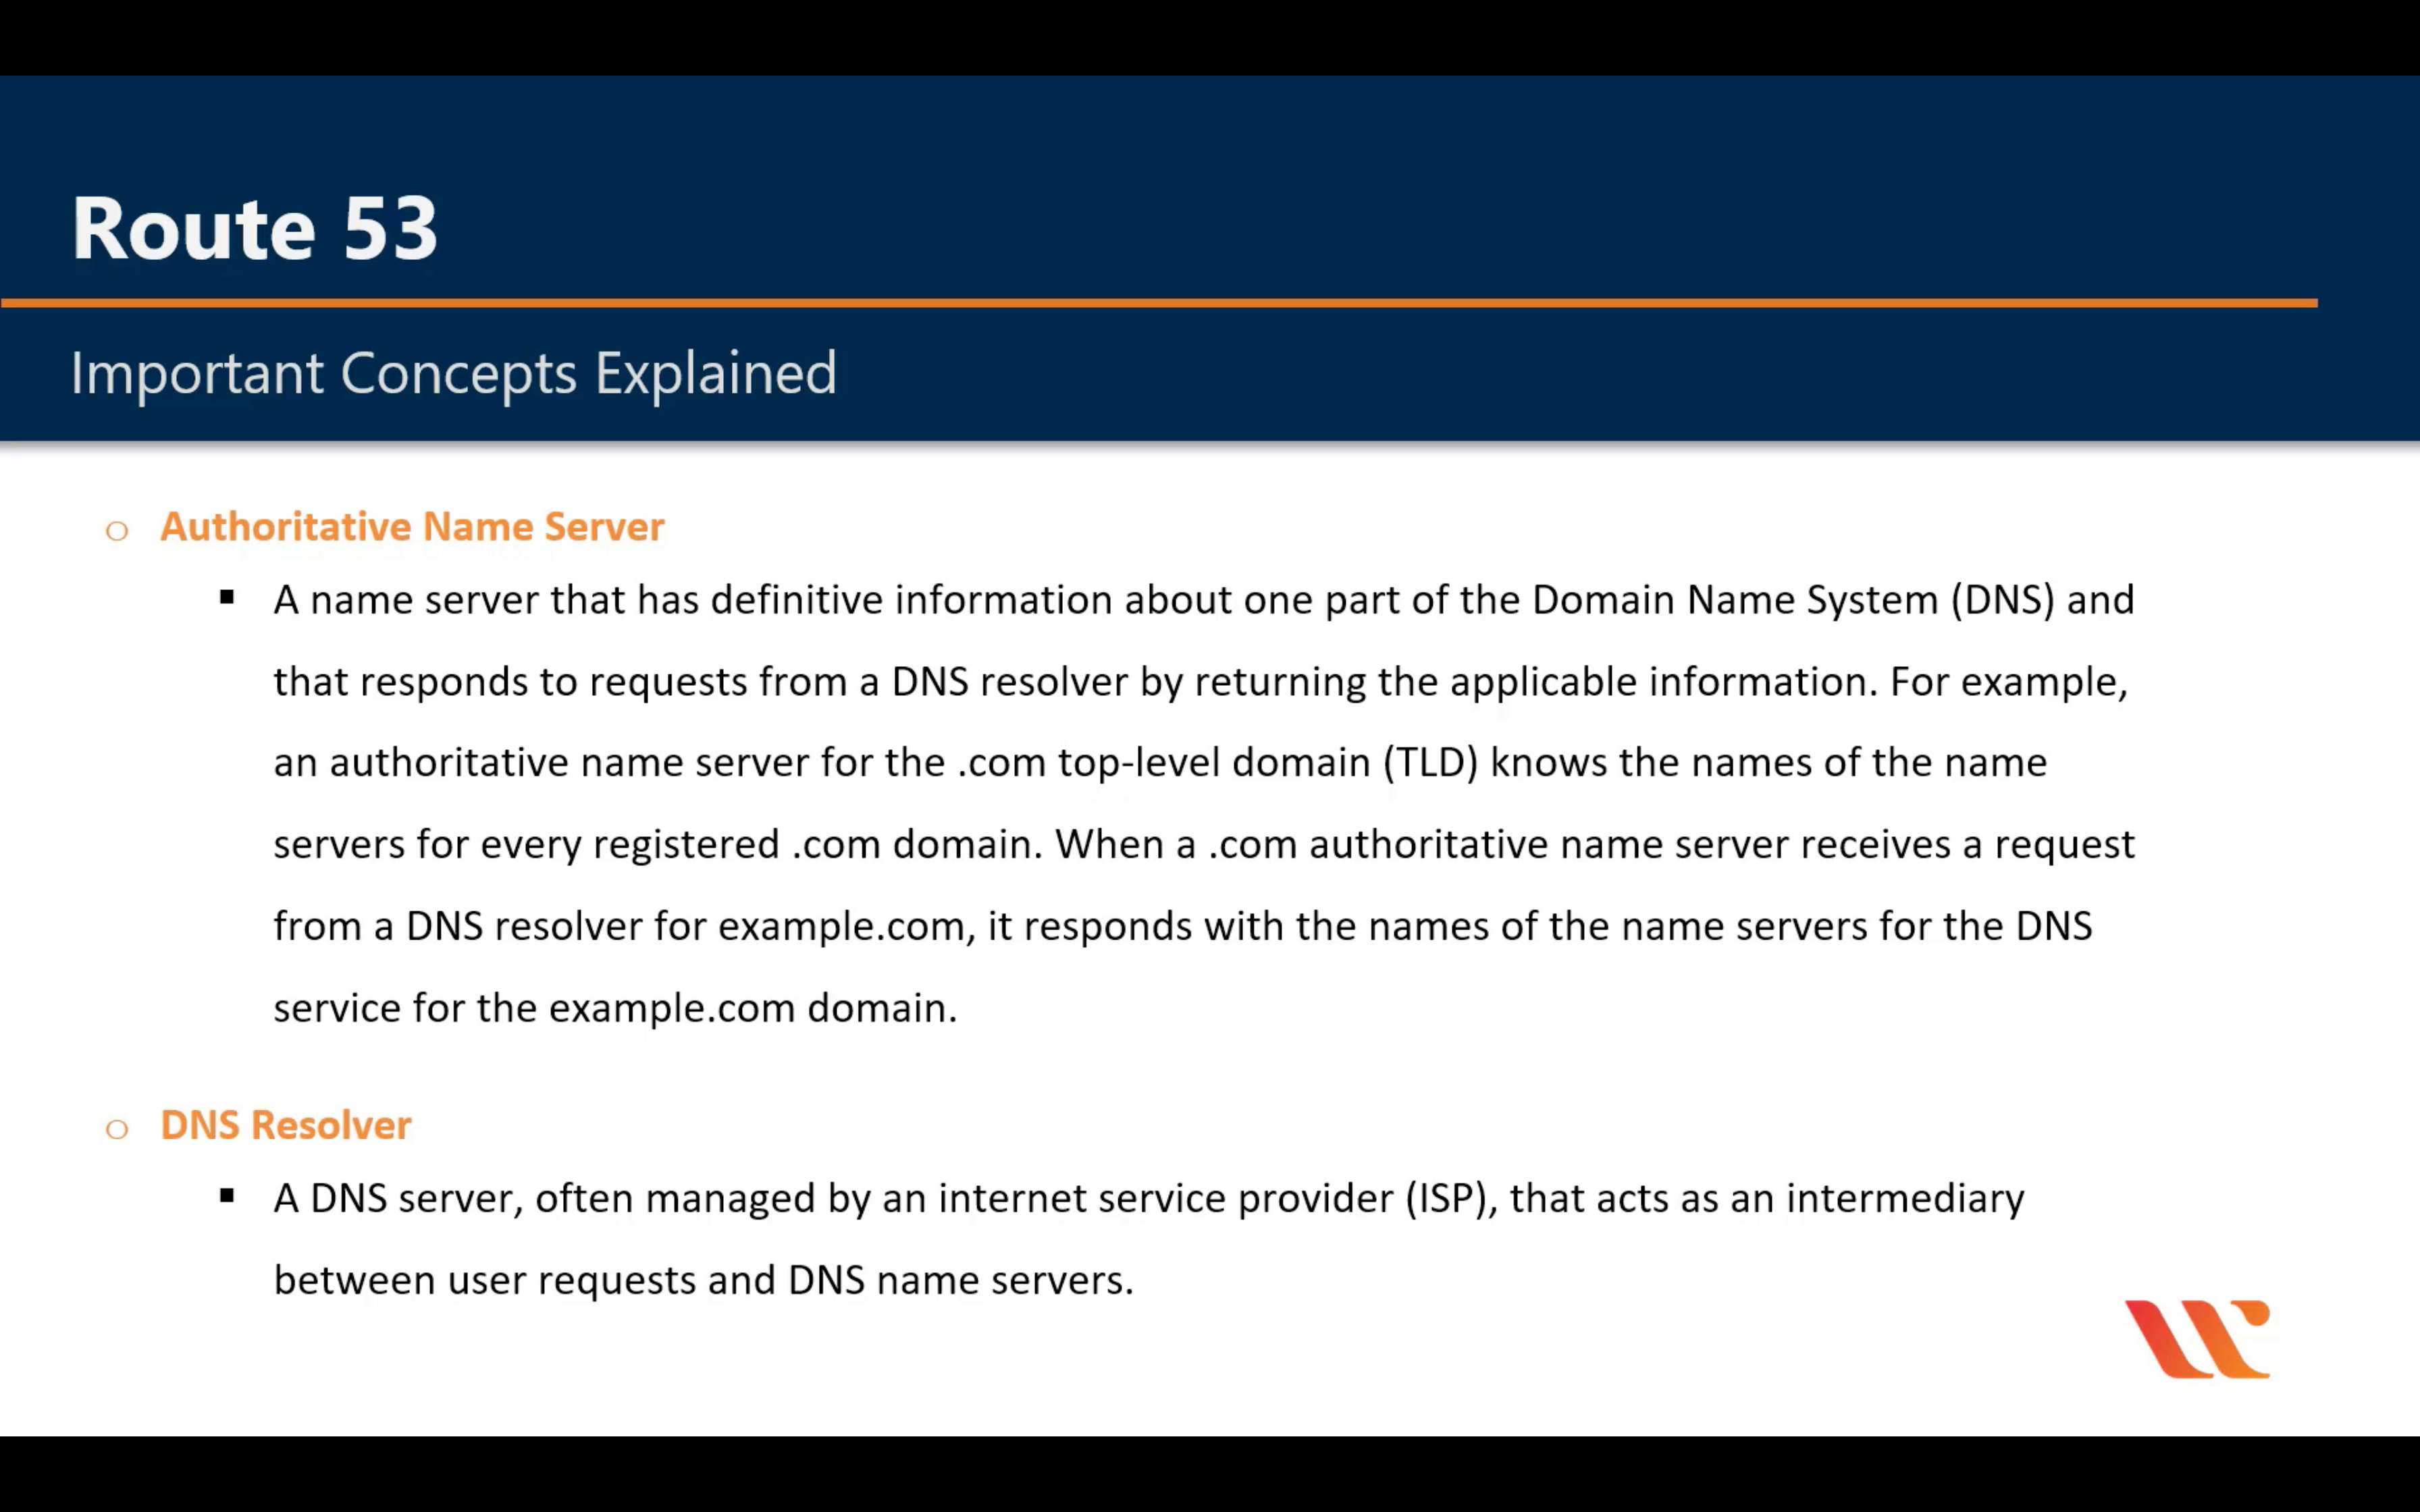 Route 53
Important Concepts Explained
o Authoritative Name Server
▪ A name server that has definitive information about one part of the Domain Name System (DNS) and
that responds to requests from a DNS resolver by returning the applicable information. For example,
an authoritative name server for the .com top-level domain (TLD) knows the names of the name
servers for every registered .com domain. When a .com authoritative name server receives a request
from a DNS resolver for example.com, it responds with the names of the name servers for the DNS
service for the example.com domain.
o DNS Resolver
▪ A DNS server, often managed by an internet service provider (ISP), that acts as an intermediary
between user requests and DNS name servers.